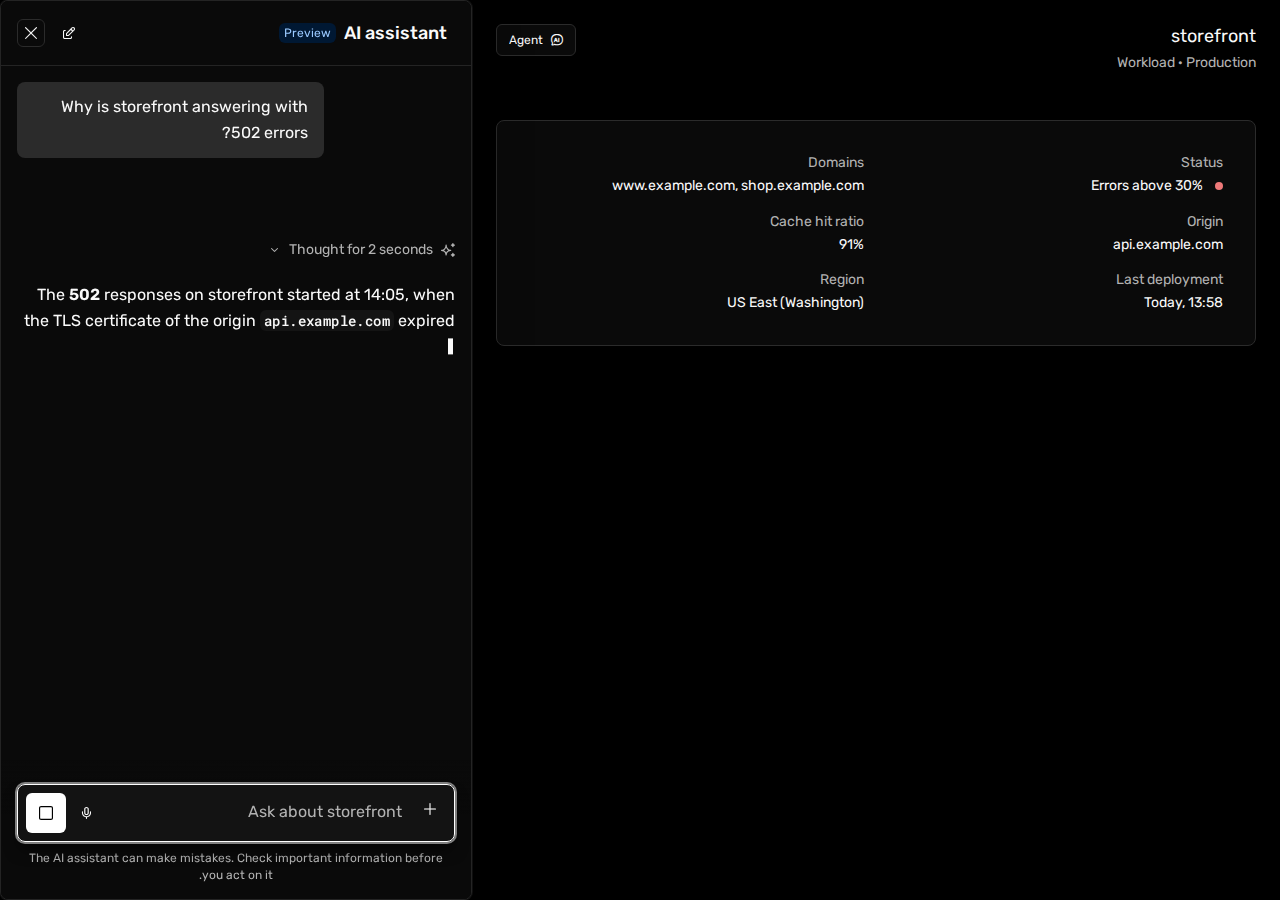 AI assistant Preview
Why is storefront answering with
502 errors?
Thought for 2 seconds
The 502 responses on storefront started at 14:05, when
the TLS certificate of the origin api.example.com expired
Ask about storefront
The AI assistant can make mistakes. Check important information before
you act on it.
storefront
Workload • Production
Agent
Status
Errors above 30%
Domains
www.example.com, shop.example.com
Origin
api.example.com
Cache hit ratio
91%
Last deployment
Today, 13:58
Region
US East (Washington)